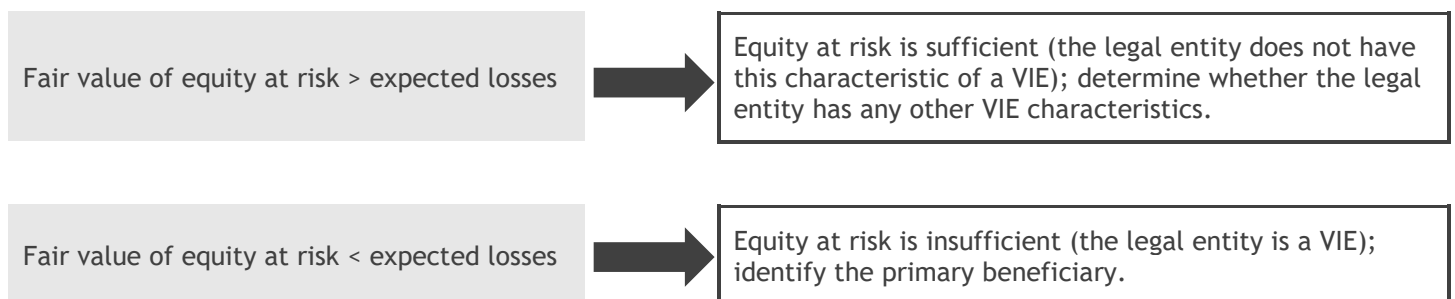 Fair value of equity at risk > expected losses
Equity at risk is sufficient (the legal entity does not have
this characteristic of a VIE); determine whether the legal
entity has any other VIE characteristics.
Fair value of equity at risk < expected losses
Equity at risk is insufficient (the legal entity is a VIE);
identify the primary beneficiary.